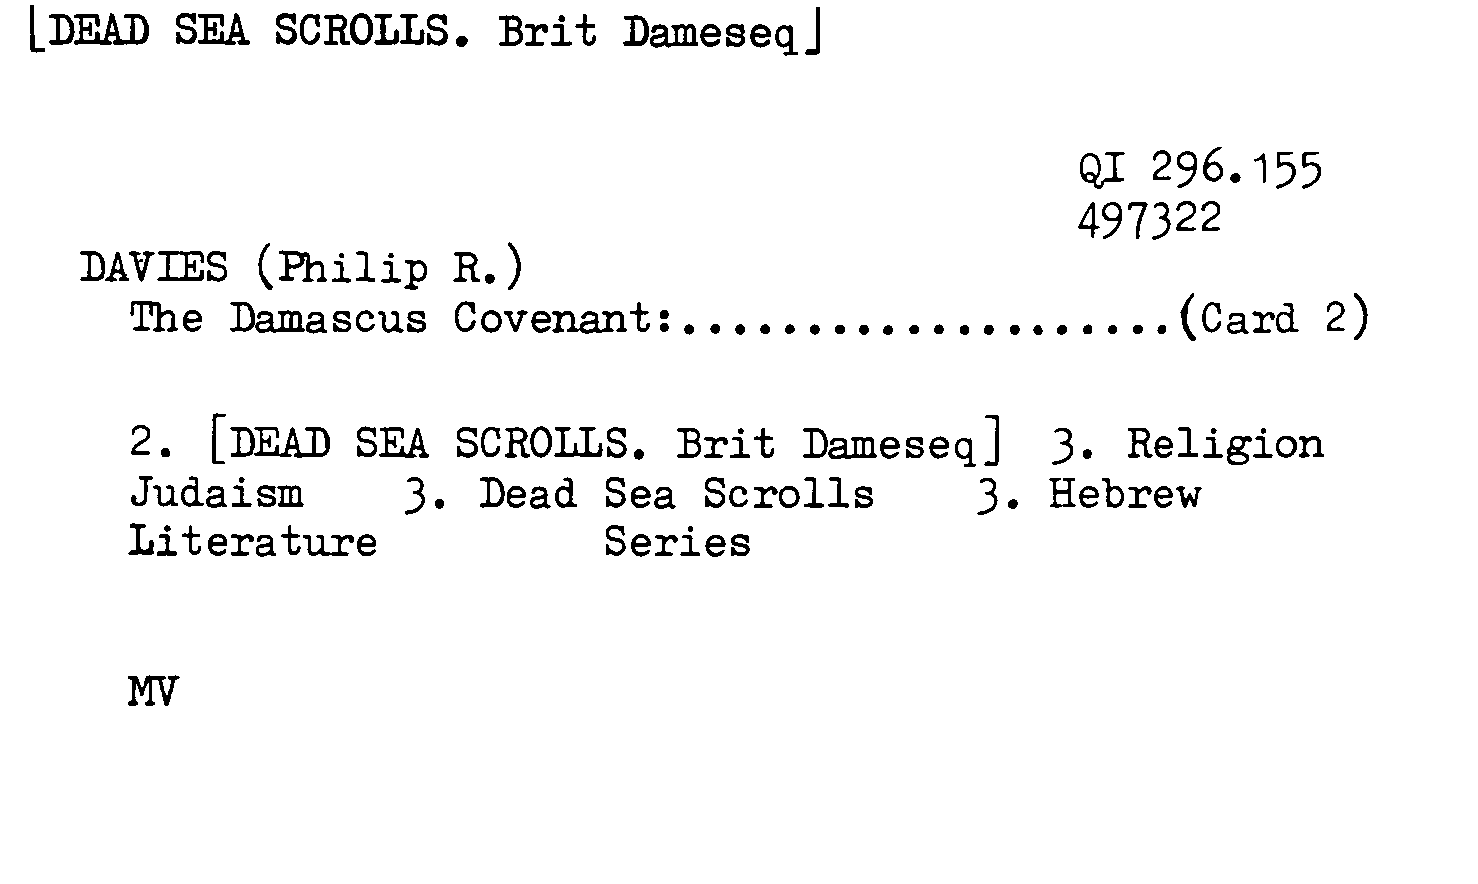 [DEAD SEA SCROLLS. Brit Dameseq]
QI 296.155
497322
DAVIES (Philip R.)
The Damascus Covenant:....................(Card 2)
2. [DEAD SEA SCROLLS. Brit Dameseq] 3. Religion
Judaism 3. Dead Sea Scrolls 3. Hebrew
Literature Series
MV